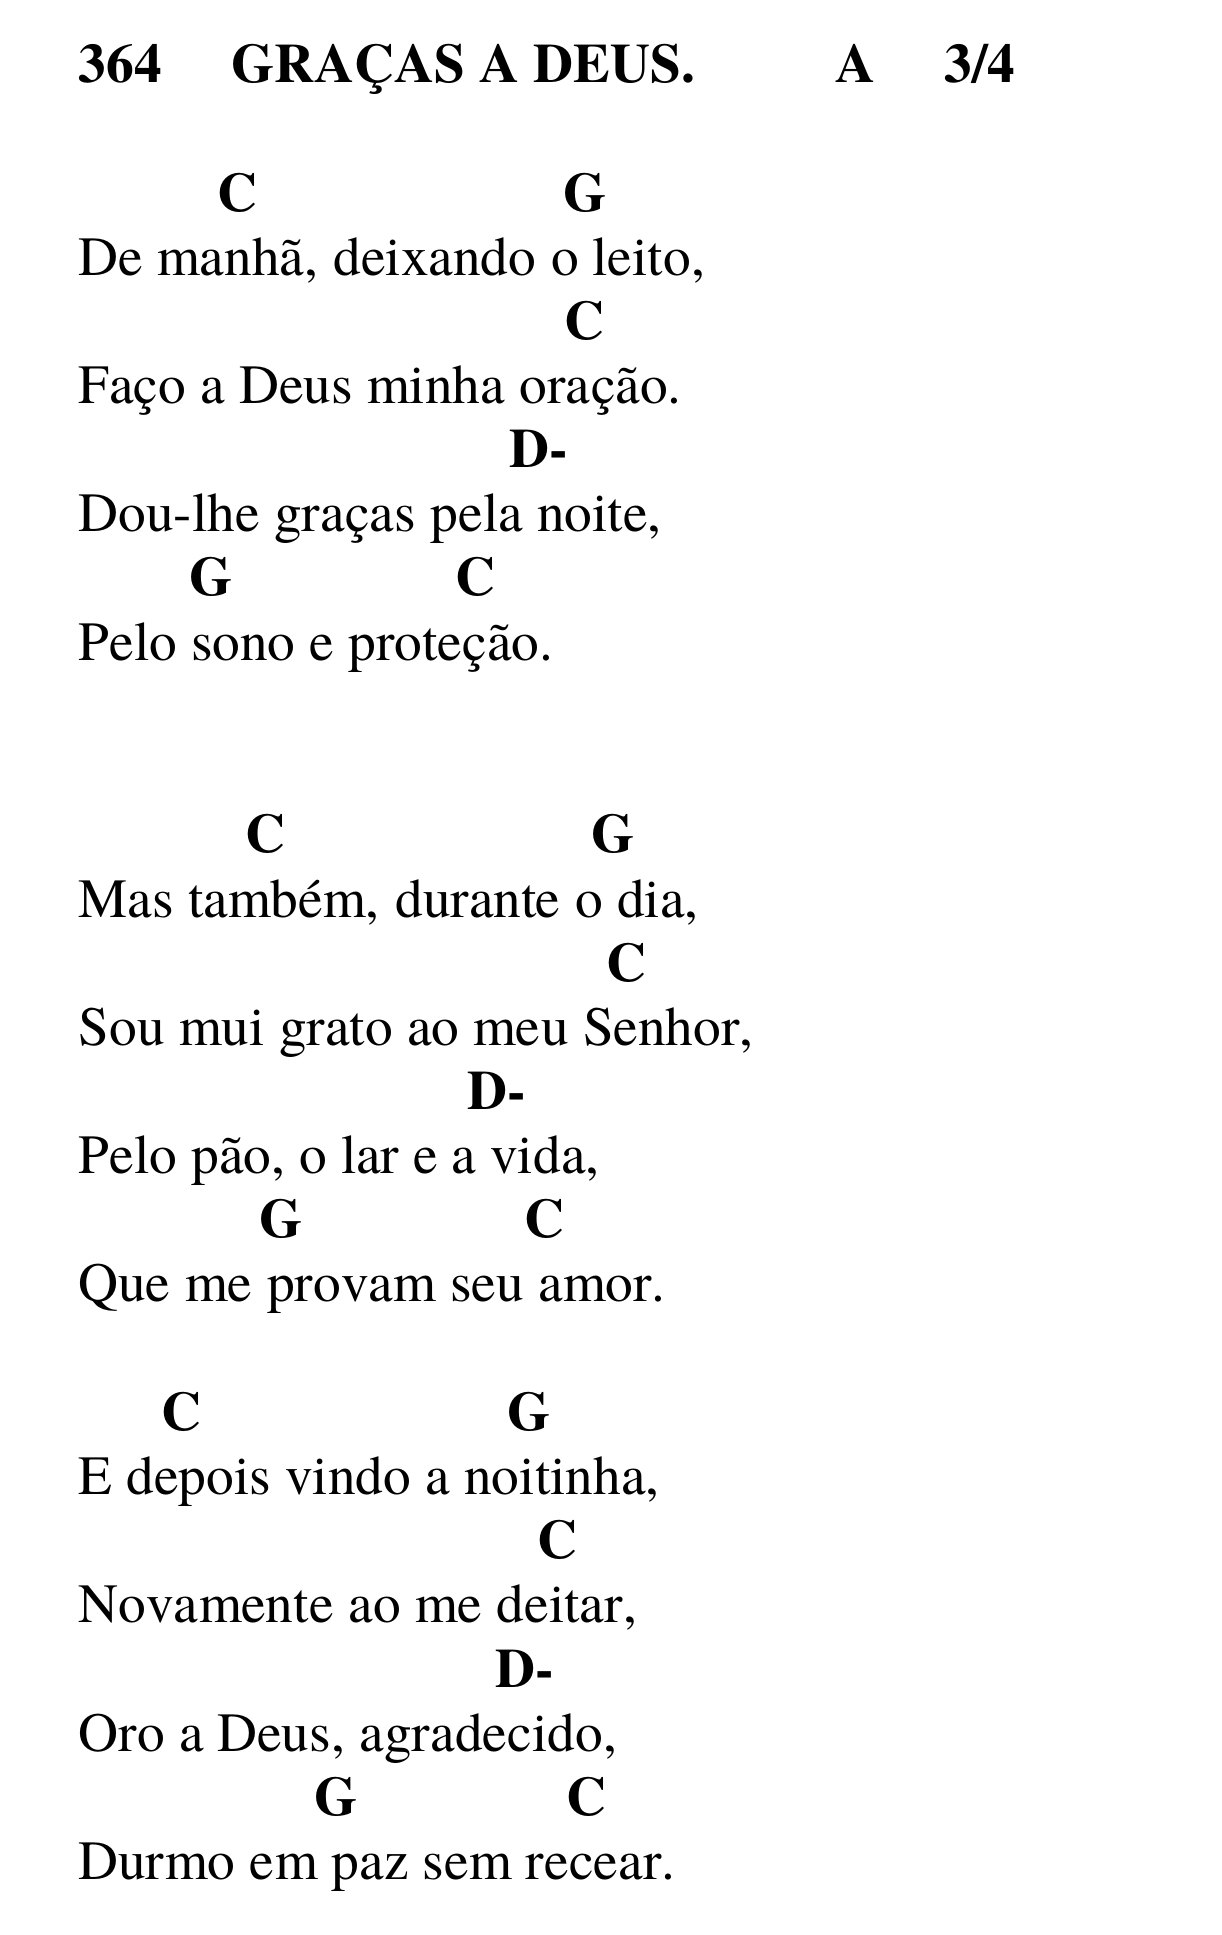 364 GRAÇAS A DEUS. A 3/4
C G
De manhã, deixando o leito,
C
Faço a Deus minha oração.
D-
Dou-lhe graças pela noite,
G C
Pelo sono e proteção.
C G
Mas também, durante o dia,
C
Sou mui grato ao meu Senhor,
D-
Pelo pão, o lar e a vida,
G C
Que me provam seu amor.
C G
E depois vindo a noitinha,
C
Novamente ao me deitar,
D-
Oro a Deus, agradecido,
G C
Durmo em paz sem recear.